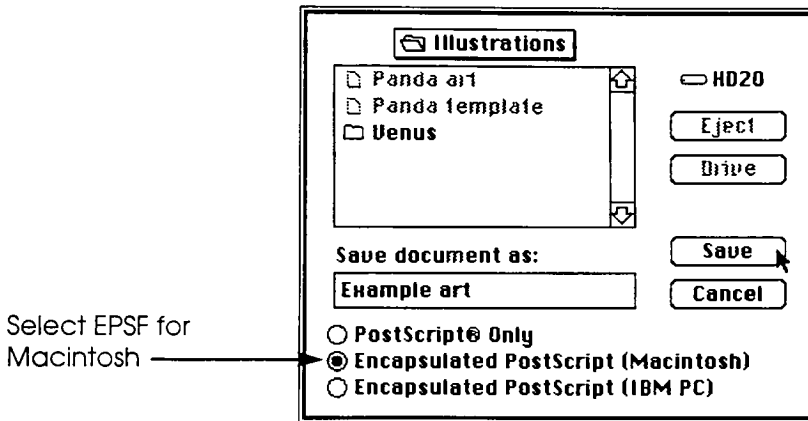 Illustrations
Panda art
Panda template
Venus
HD20
Eject
Drive
Save document as:
Example art
Save
Cancel
Select EPSF for
Macintosh
PostScript® Only
Encapsulated PostScript (Macintosh)
Encapsulated PostScript (IBM PC)